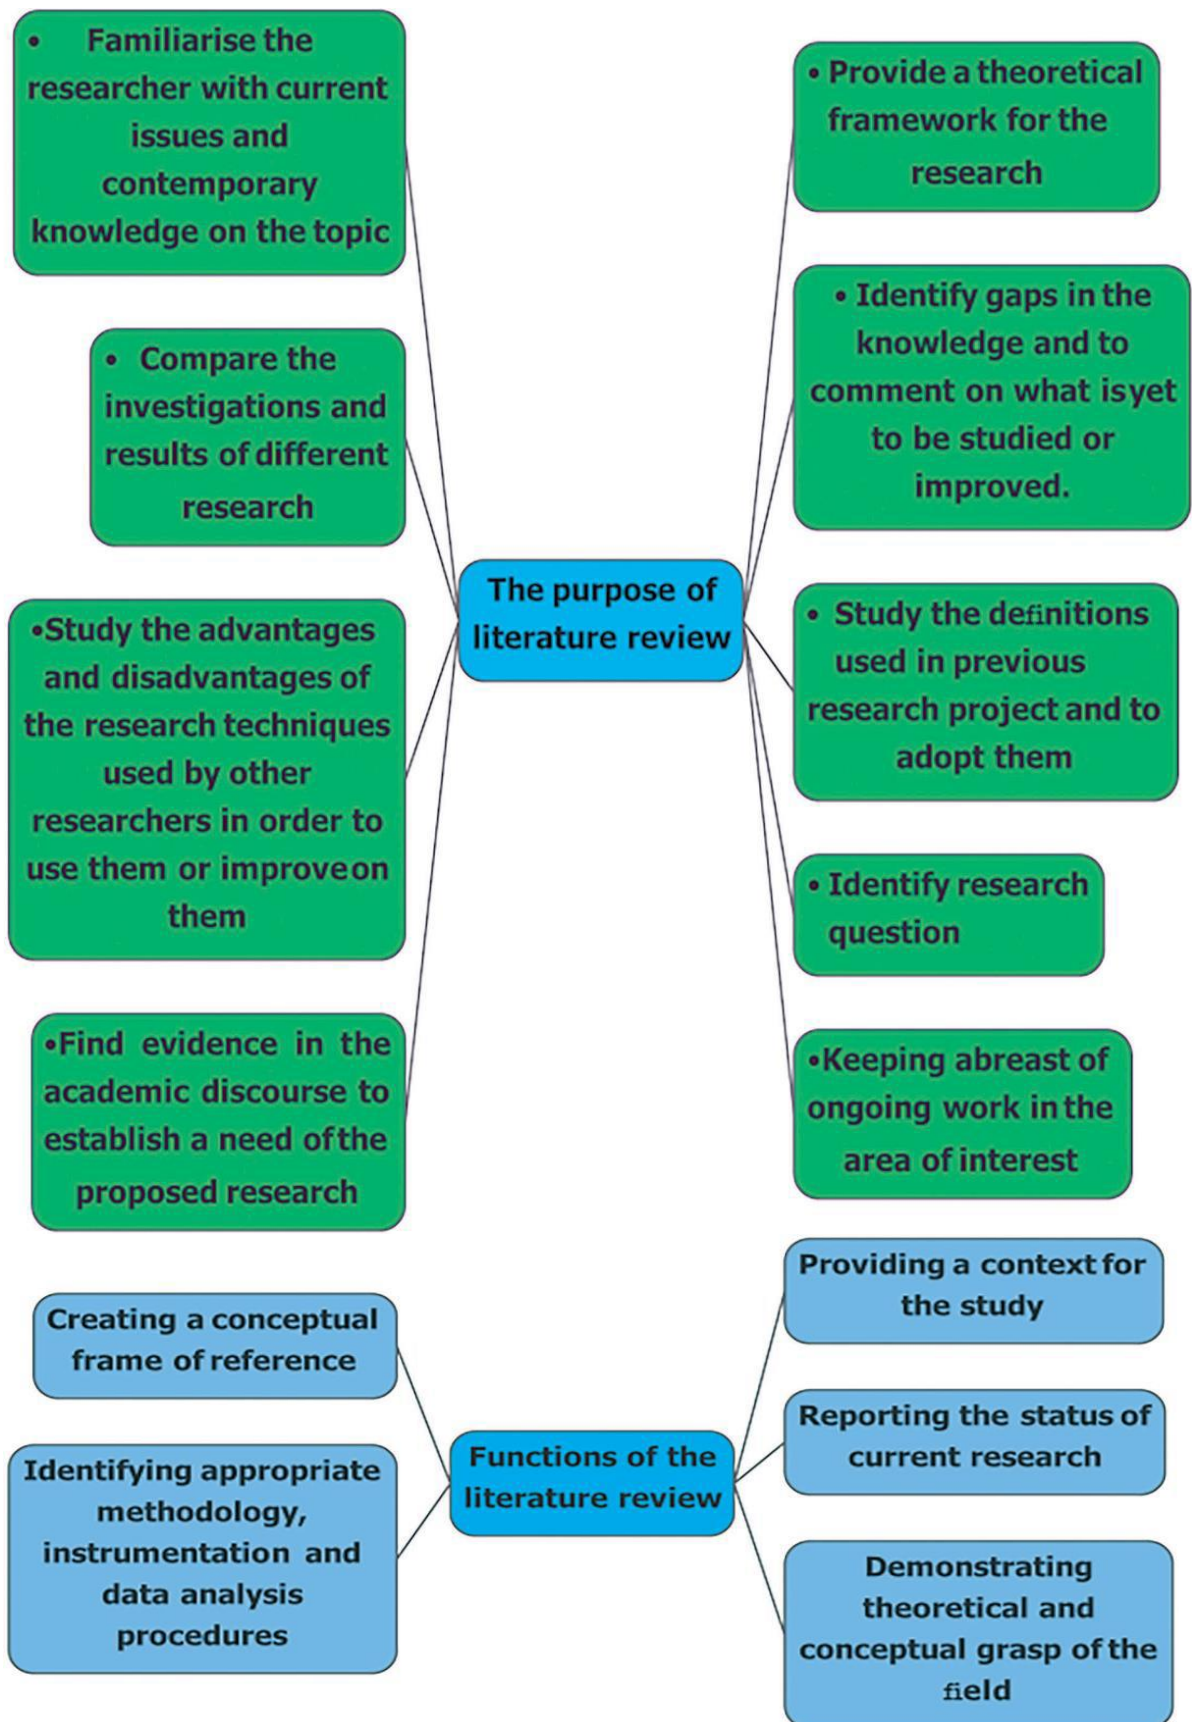 • Familiarise the
researcher with current
issues and
contemporary
knowledge on the topic
• Compare the
investigations and
results of different
research
•Study the advantages
and disadvantages of
the research techniques
used by other
researchers in order to
use them or improve on
them
•Find evidence in the
academic discourse to
establish a need of the
proposed research
The purpose of
literature review
• Provide a theoretical
framework for the
research
• Identify gaps in the
knowledge and to
comment on what is yet
to be studied or
improved.
• Study the definitions
used in previous
research project and to
adopt them
• Identify research
question
•Keeping abreast of
ongoing work in the
area of interest
Creating a conceptual
frame of reference
Identifying appropriate
methodology,
instrumentation and
data analysis
procedures
Functions of the
literature review
Providing a context for
the study
Reporting the status of
current research
Demonstrating
theoretical and
conceptual grasp of the
field